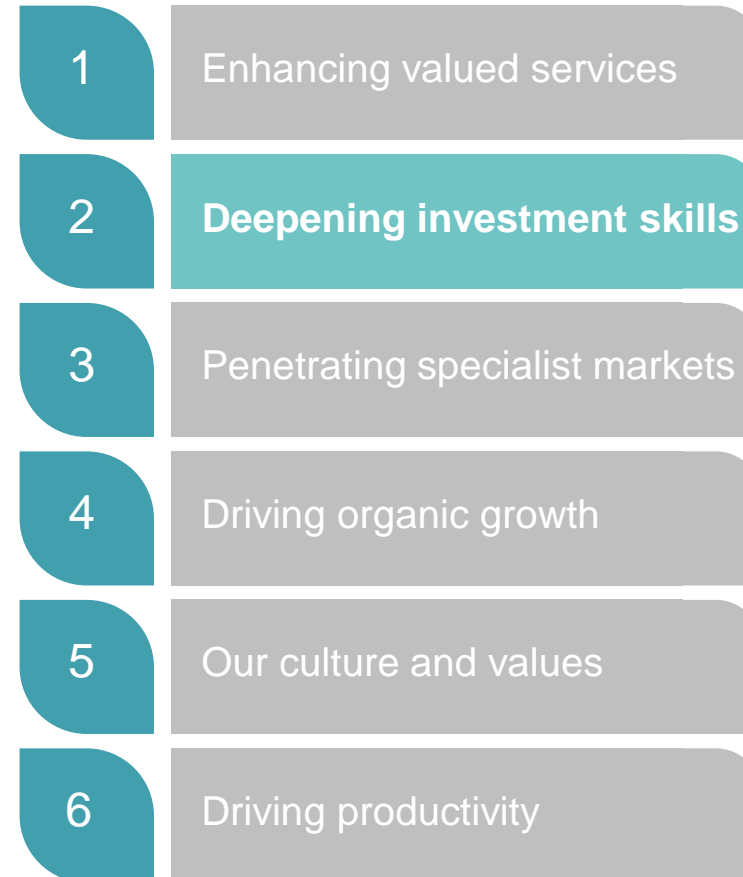 1 Enhancing valued services
2 Deepening investment skills
3 Penetrating specialist markets
4 Driving organic growth
5 Our culture and values
6 Driving productivity